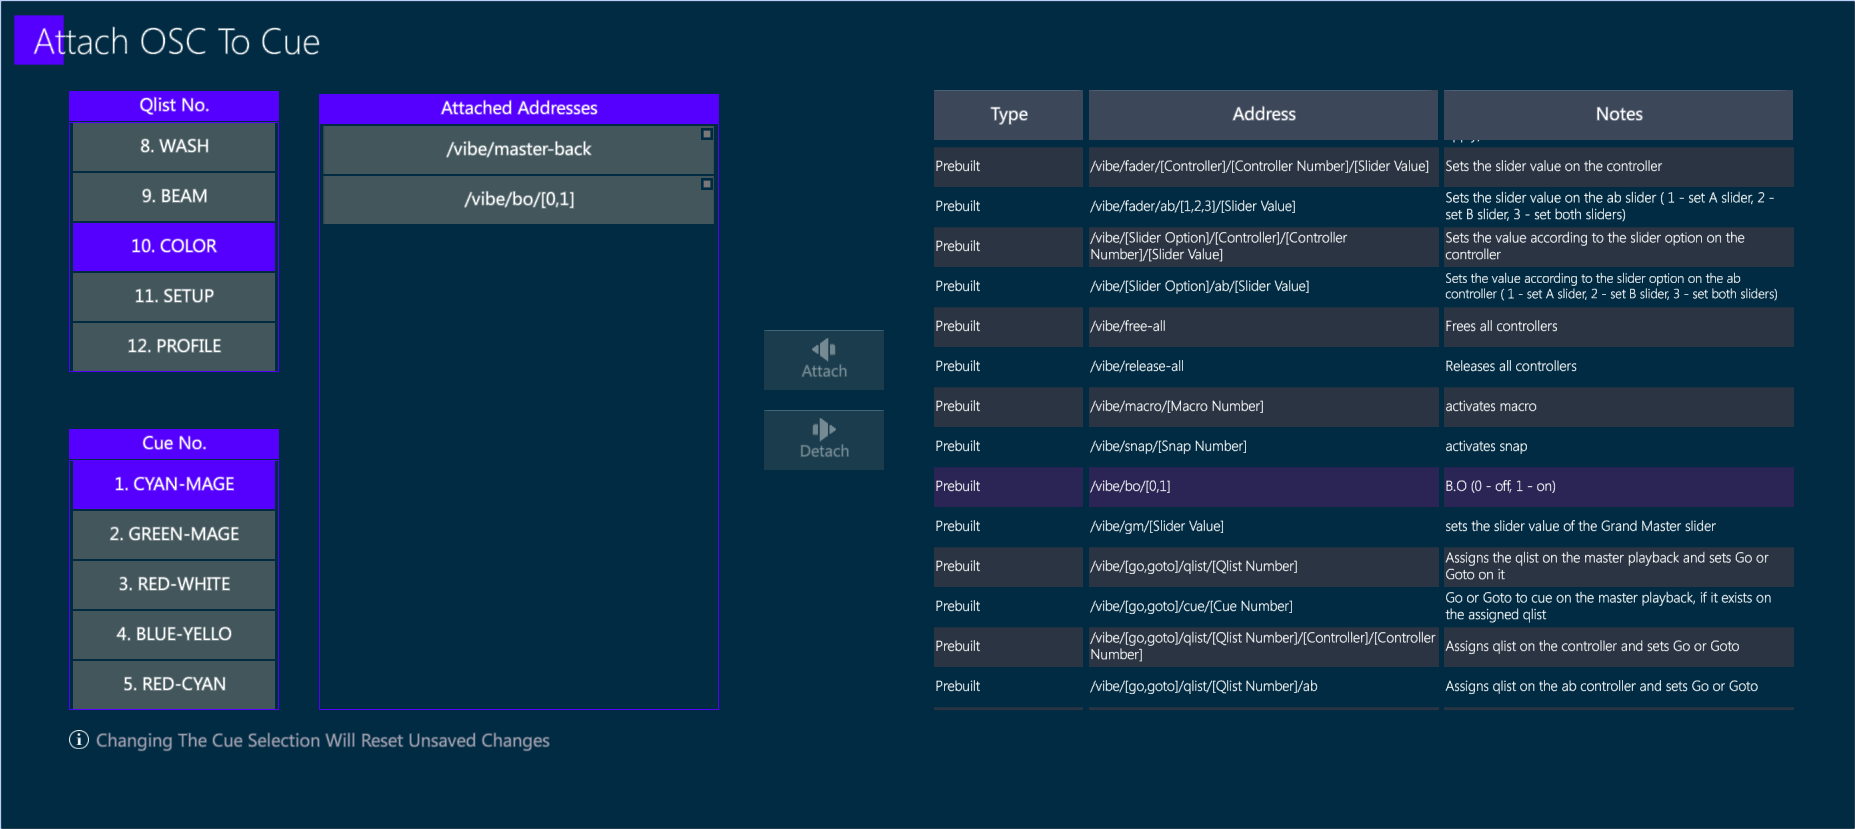 Attach OSC To Cue
Qlist No.
8. WASH
9. BEAM
10. COLOR
11. SETUP
12. PROFILE
Cue No.
1. CYAN-MAGE
2. GREEN-MAGE
3. RED-WHITE
4. BLUE-YELLO
5. RED-CYAN
Changing The Cue Selection Will Reset Unsaved Changes
Attached Addresses
/vibe/master-back
/vibe/bo/[0,1]
Attach
Detach
Type Address Notes
Prebuilt /vibe/fader/[Controller]/[Controller Number]/[Slider Value] Sets the slider value on the controller
Prebuilt /vibe/fader/ab/[1,2,3]/[Slider Value] Sets the slider value on the ab slider ( 1 - set A slider, 2 -
set B slider, 3 - set both sliders)
Prebuilt /vibe/[Slider Option]/[Controller]/[Controller
Number]/[Slider Value] Sets the value according to the slider option on the
controller
Prebuilt /vibe/[Slider Option]/ab/[Slider Value] Sets the value according to the slider option on the ab
controller ( 1 - set A slider, 2 - set B slider, 3 - set both sliders)
Prebuilt /vibe/free-all Frees all controllers
Prebuilt /vibe/release-all Releases all controllers
Prebuilt /vibe/macro/[Macro Number] activates macro
Prebuilt /vibe/snap/[Snap Number] activates snap
Prebuilt /vibe/bo/[0,1] B.O (0 - off, 1 - on)
Prebuilt /vibe/gm/[Slider Value] sets the slider value of the Grand Master slider
Prebuilt /vibe/[go,goto]/qlist/[Qlist Number] Assigns the qlist on the master playback and sets Go or
Goto on it
Prebuilt /vibe/[go,goto]/cue/[Cue Number] Go or Goto to cue on the master playback, if it exists on
the assigned qlist
Prebuilt /vibe/[go,goto]/qlist/[Qlist Number]/[Controller]/[Controller
Number] Assigns qlist on the controller and sets Go or Goto
Prebuilt /vibe/[go,goto]/qlist/[Qlist Number]/ab Assigns qlist on the ab controller and sets Go or Goto